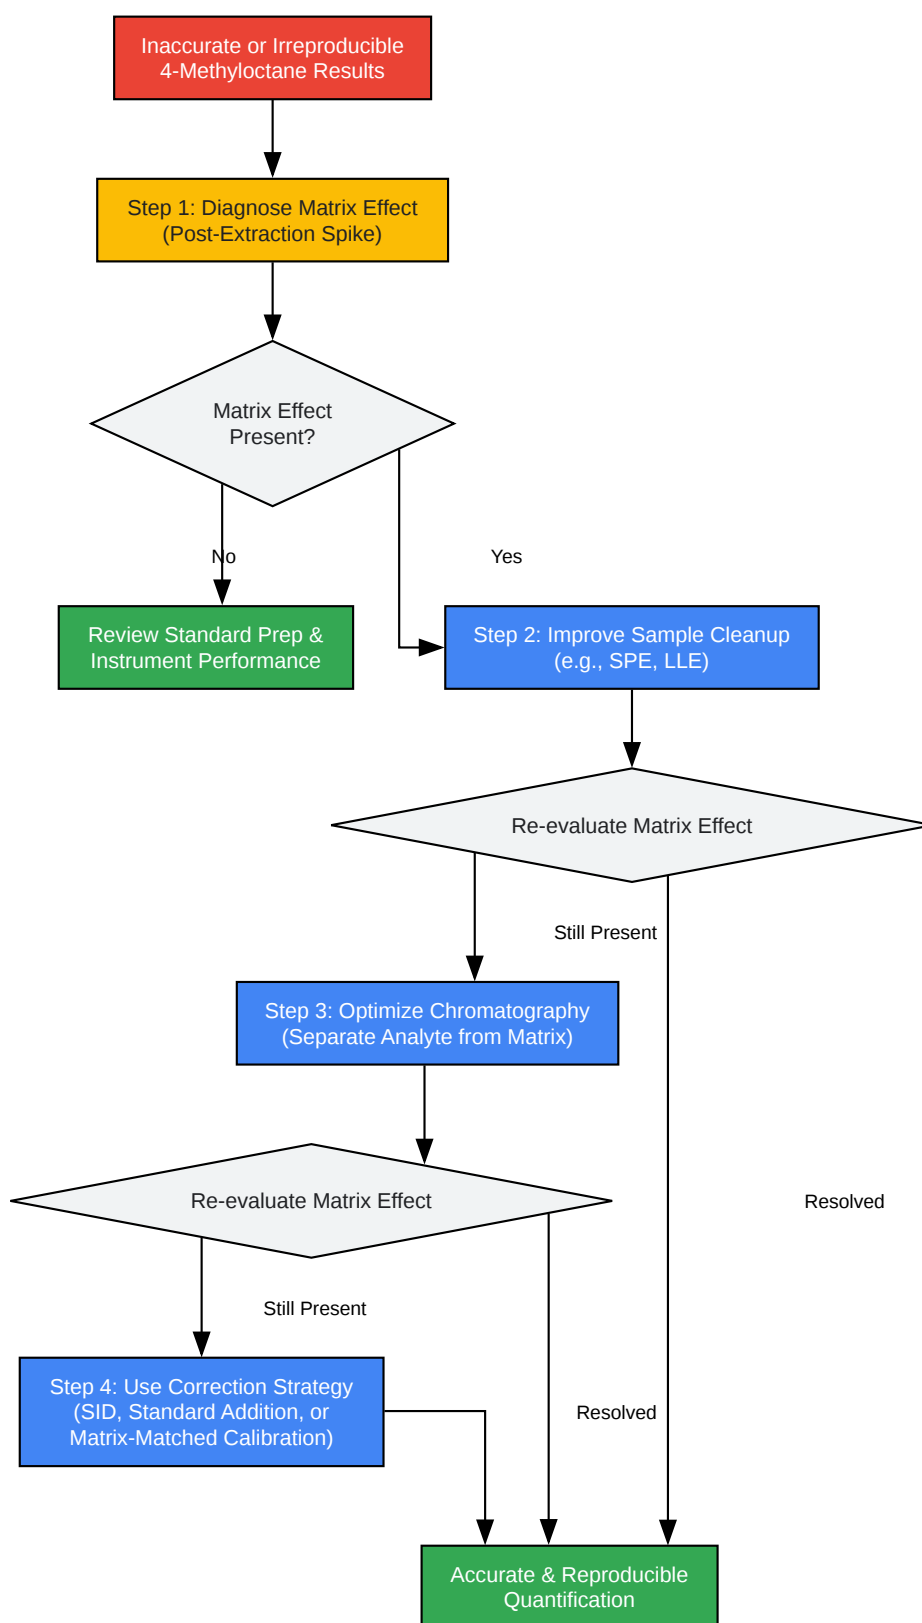 Inaccurate or Irreproducible
4-Methyloctane Results
Step 1: Diagnose Matrix Effect
(Post-Extraction Spike)
Matrix Effect
Present?
No
Yes
Review Standard Prep &
Instrument Performance
Step 2: Improve Sample Cleanup
(e.g., SPE, LLE)
Re-evaluate Matrix Effect
Still Present
Step 3: Optimize Chromatography
(Separate Analyte from Matrix)
Re-evaluate Matrix Effect
Resolved
Still Present
Step 4: Use Correction Strategy
(SID, Standard Addition, or
Matrix-Matched Calibration)
Resolved
Accurate & Reproducible
Quantification